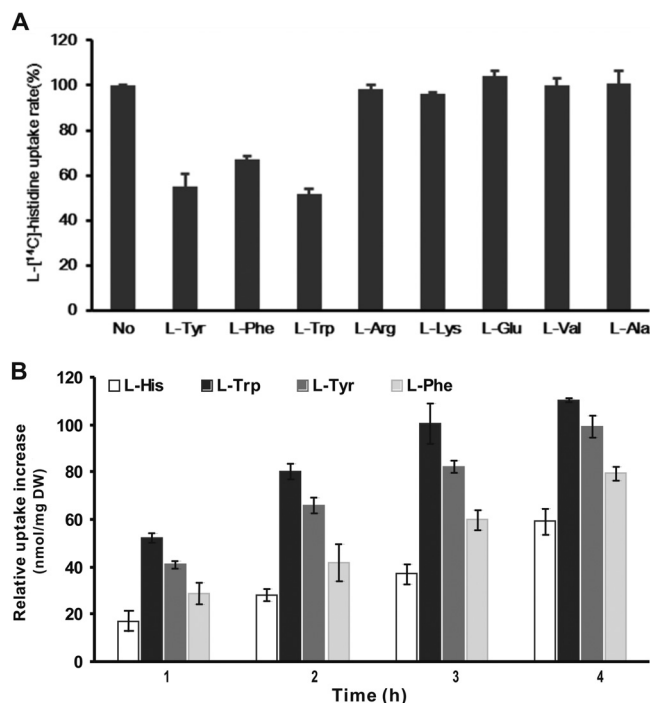 A
L-[¹⁴C]-histidine uptake rate(%)
120
100
80
60
40
20
0
No L-Tyr L-Phe L-Trp L-Arg L-Lys L-Glu L-Val L-Ala
B
L-His L-Trp L-Tyr L-Phe
Relative uptake increase
(nmol/mg DW)
120
100
80
60
40
20
0
1 2 3 4
Time (h)